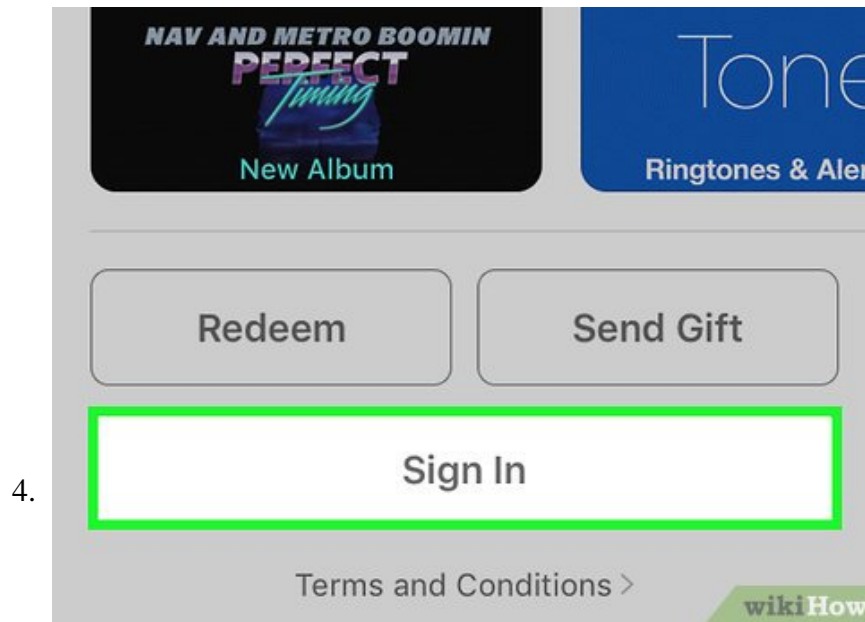 NAV AND METRO BOOMIN
PERFECT
Timing
New Album
Tone
Ringtones & Aler
Redeem
Send Gift
4.
Sign In
Terms and Conditions >
wikiHow